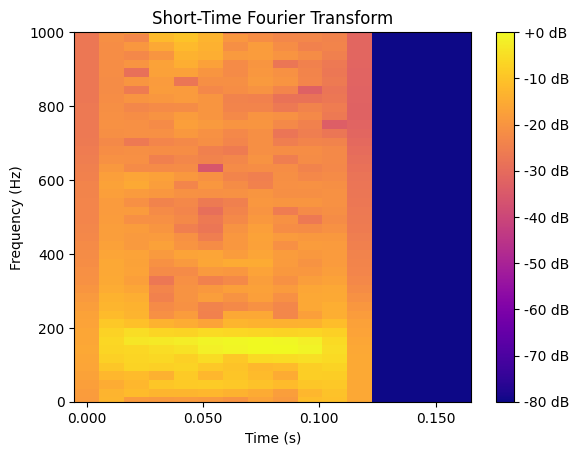 Short-Time Fourier Transform
1000
800
600
400
200
0
Frequency (Hz)
0.000
0.050
0.100
0.150
Time (s)
+0 dB
-10 dB
-20 dB
-30 dB
-40 dB
-50 dB
-60 dB
-70 dB
-80 dB